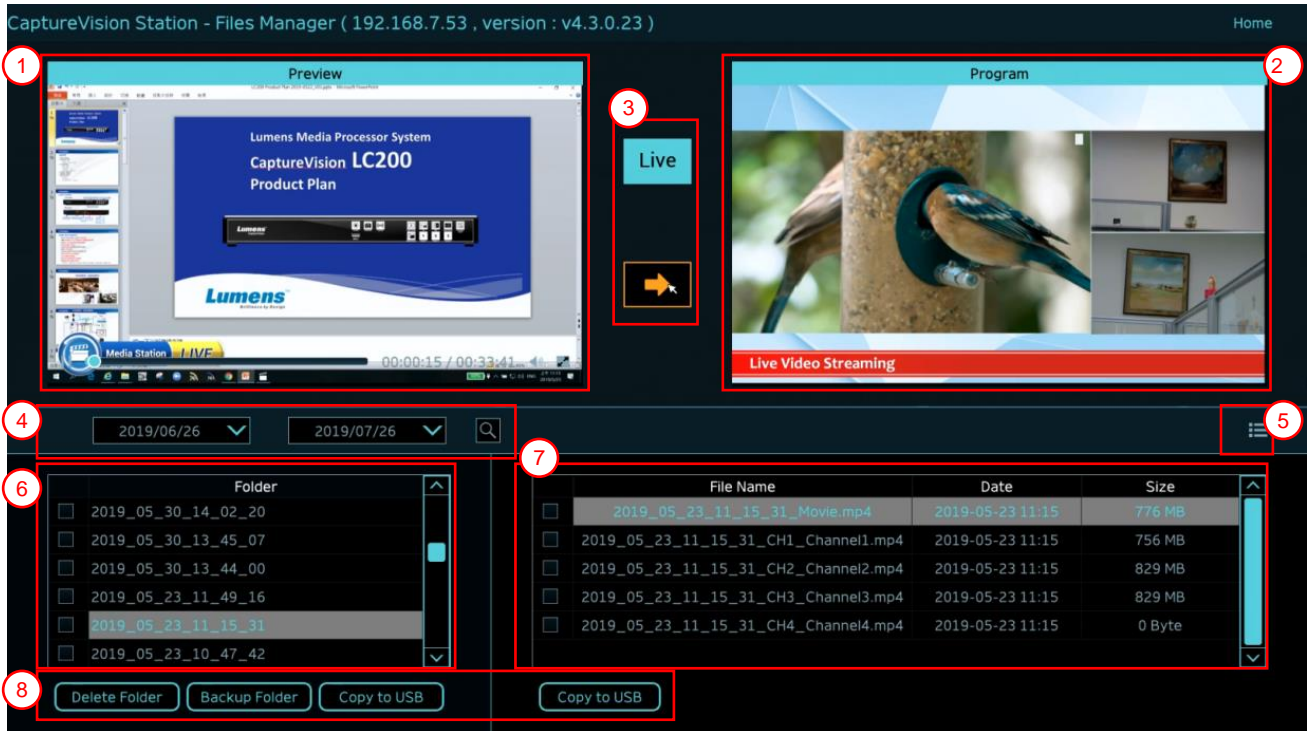 CaptureVision Station - Files Manager ( 192.168.7.53 , version : v4.3.0.23 )
Home
1
Preview
2
Program
3
Live
Lumens Media Processor System
CaptureVision LC200
Product Plan
Lumens
Lumens
Media Station
LIVE
00:00:15 / 00:33:41
Live Video Streaming
4
2019/06/26
2019/07/26
5
6
Folder
2019_05_30_14_02_20
2019_05_30_13_45_07
2019_05_30_13_44_00
2019_05_23_11_49_16
2019_05_23_11_15_31
2019_05_23_10_47_42
7
File Name Date Size
2019_05_23_11_15_31_Movie.mp4 2019-05-23 11:15 776 MB
2019_05_23_11_15_31_CH1_Channel1.mp4 2019-05-23 11:15 756 MB
2019_05_23_11_15_31_CH2_Channel2.mp4 2019-05-23 11:15 829 MB
2019_05_23_11_15_31_CH3_Channel3.mp4 2019-05-23 11:15 829 MB
2019_05_23_11_15_31_CH4_Channel4.mp4 2019-05-23 11:15 0 Byte
8
Delete Folder Backup Folder Copy to USB
Copy to USB